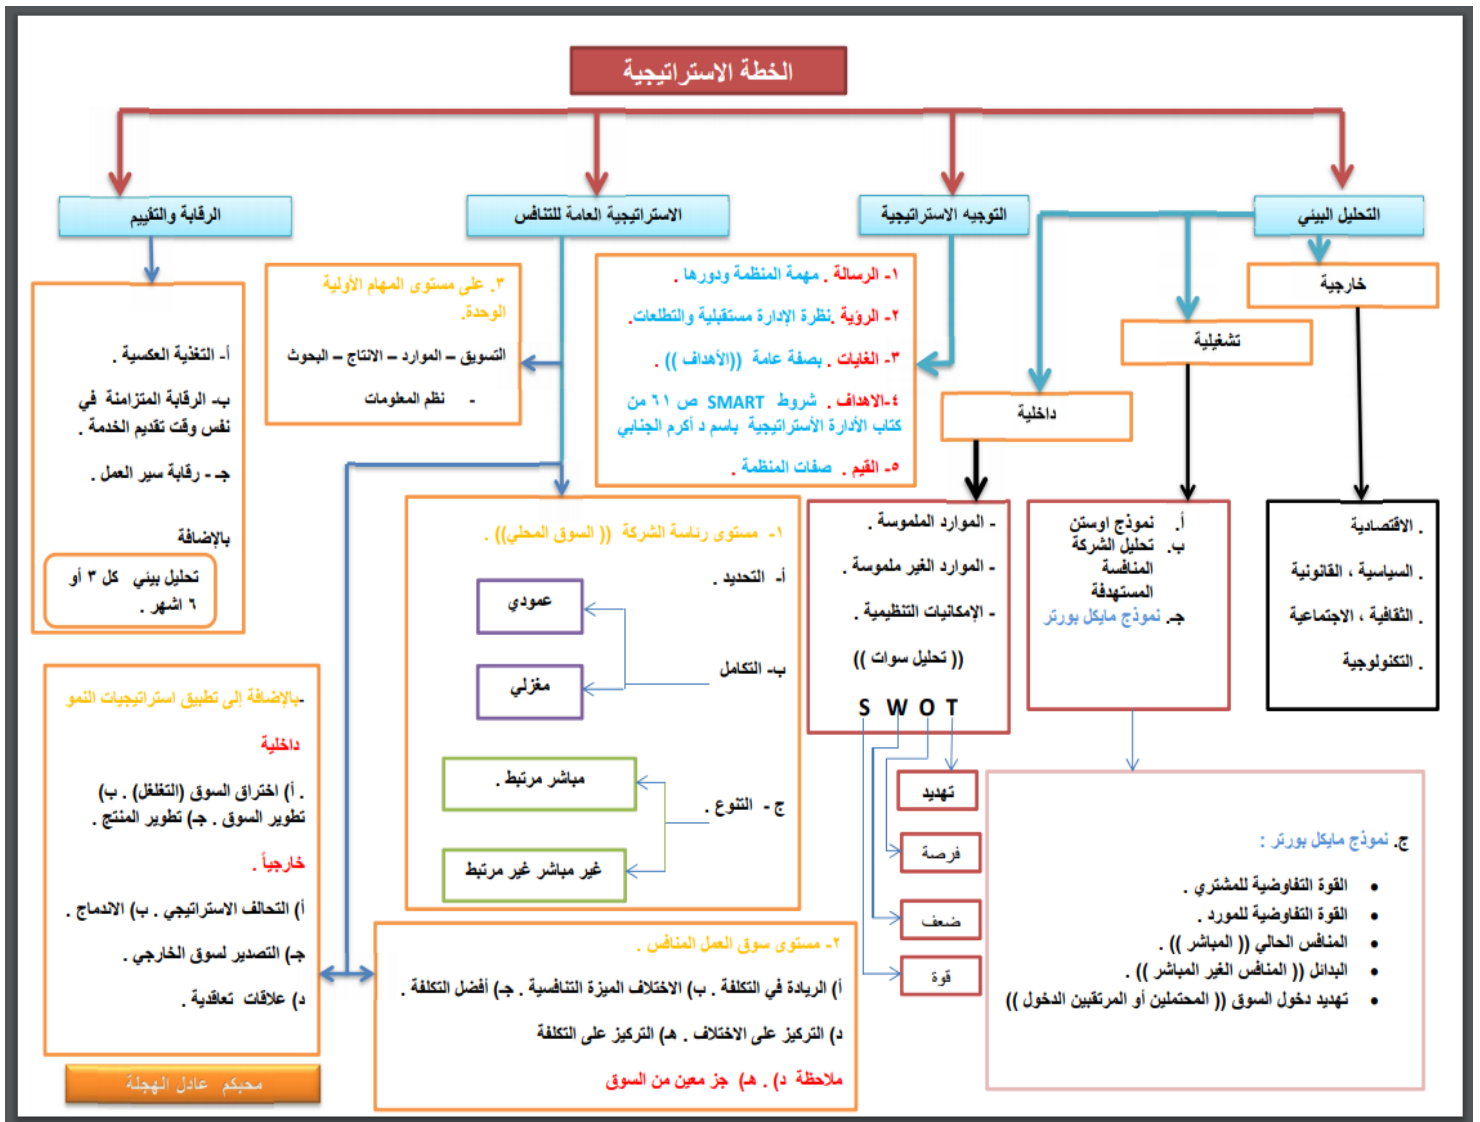 الخطة الاستراتيجية
التحليل البيئي
التوجيه الاستراتيجية
الاستراتيجية العامة للتنافس
الرقابة والتقييم
خارجية
تشغيلية
داخلية
. الاقتصادية
. السياسية ، القانونية
. الثقافية ، الاجتماعية
. التكنولوجية
أ. نموذج اوستن
ب. تحليل الشركة
المنافسة
المستهدفة
جـ. نموذج مايكل بورتر
ج. نموذج مايكل بورتر :
• القوة التفاوضية للمشتري .
• القوة التفاوضية للمورد .
• المنافس الحالي (( المباشر )) .
• البدائل (( المنافس الغير المباشر )) .
• تهديد دخول السوق (( المحتملين أو المرتقبين الدخول ))
- الموارد الملموسة .
- الموارد الغير ملموسة .
- الإمكانيات التنظيمية .
(( تحليل سوات ))
S W O T
تهديد
فرصة
ضعف
قوة
١- الرسالة . مهمة المنظمة ودورها .
٢- الرؤية .نظرة الإدارة مستقبلية والتطلعات.
٣- الغايات . بصفة عامة ((الأهداف )) .
٤-الاهداف . شروط SMART ص ٦١ من
كتاب الأدارة الأستراتيجية باسم د أكرم الجنابي
٥- القيم . صفات المنظمة .
٣. على مستوى المهام الأولية
الوحدة.
التسويق – الموارد – الانتاج – البحوث
- نظم المعلومات
١- مستوى رئاسة الشركة (( السوق المحلي)) .
أ- التحديد .
عمودي
ب- التكامل
مغزلي
مباشر مرتبط .
ج - التنوع .
غير مباشر غير مرتبط
٢- مستوى سوق العمل المنافس .
أ) الريادة في التكلفة . ب) الاختلاف الميزة التنافسية . جـ) أفضل التكلفة .
د) التركيز على الاختلاف . هـ) التركيز على التكلفة
ملاحظة د) . هـ) جز معين من السوق
أ- التغذية العكسية .
ب- الرقابة المتزامنة في
نفس وقت تقديم الخدمة .
جـ - رقابة سير العمل .
بالإضافة
تحليل بيئي كل ٣ أو
٦ اشهر .
-بالإضافة إلى تطبيق استراتيجيات النمو
داخلية
. أ) اختراق السوق (التغلغل) . ب)
تطوير السوق . جـ) تطوير المنتج .
خارجياً .
أ) التحالف الاستراتيجي . ب) الاندماج .
جـ) التصدير لسوق الخارجي .
د) علاقات تعاقدية .
محبكم عادل الهجلة